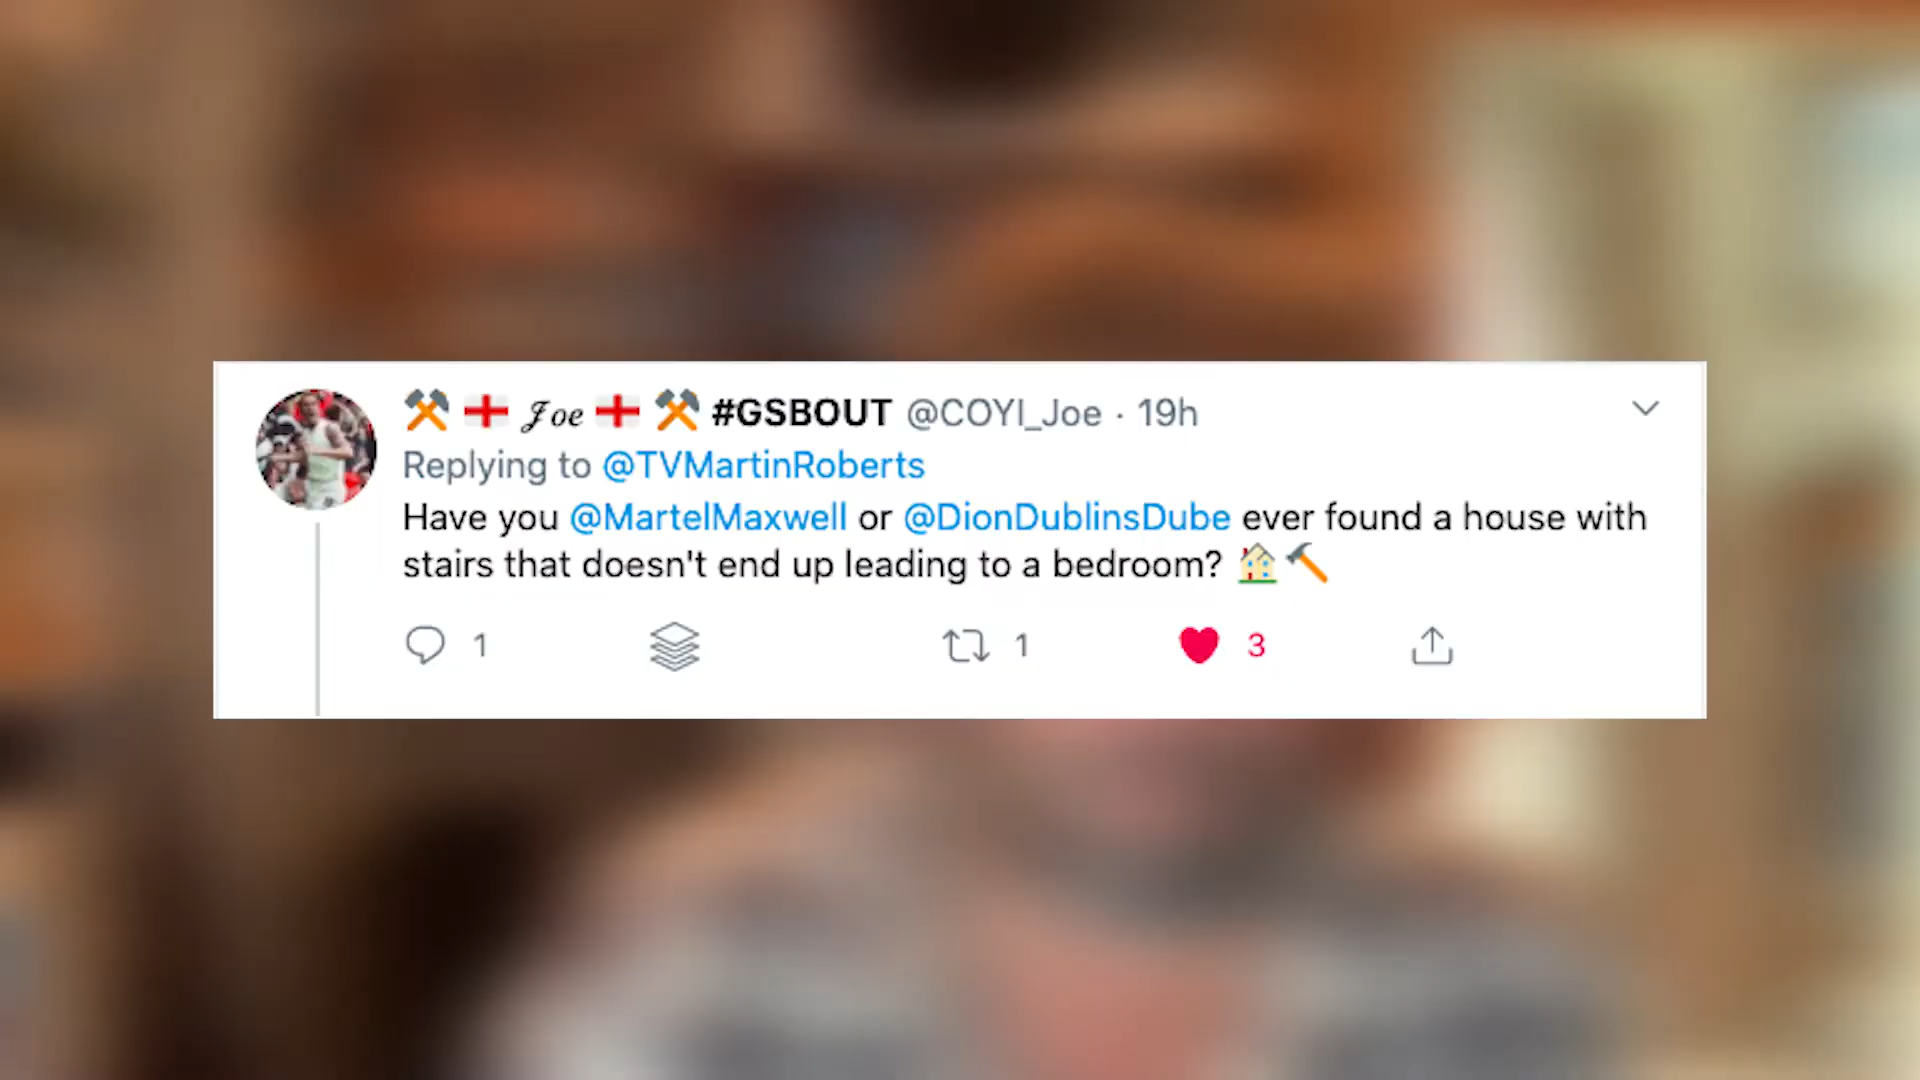 ⚒️ 🏴󠁧󠁢󠁥󠁮󠁧󠁿 𝒥ℴℯ 🏴󠁧󠁢󠁥󠁮󠁧󠁿 ⚒️ #GSBOUT @COYI_Joe · 19h
Replying to @TVMartinRoberts
Have you @MartelMaxwell or @DionDublinsDube ever found a house with
stairs that doesn't end up leading to a bedroom? 🏠🔨
1 1 3